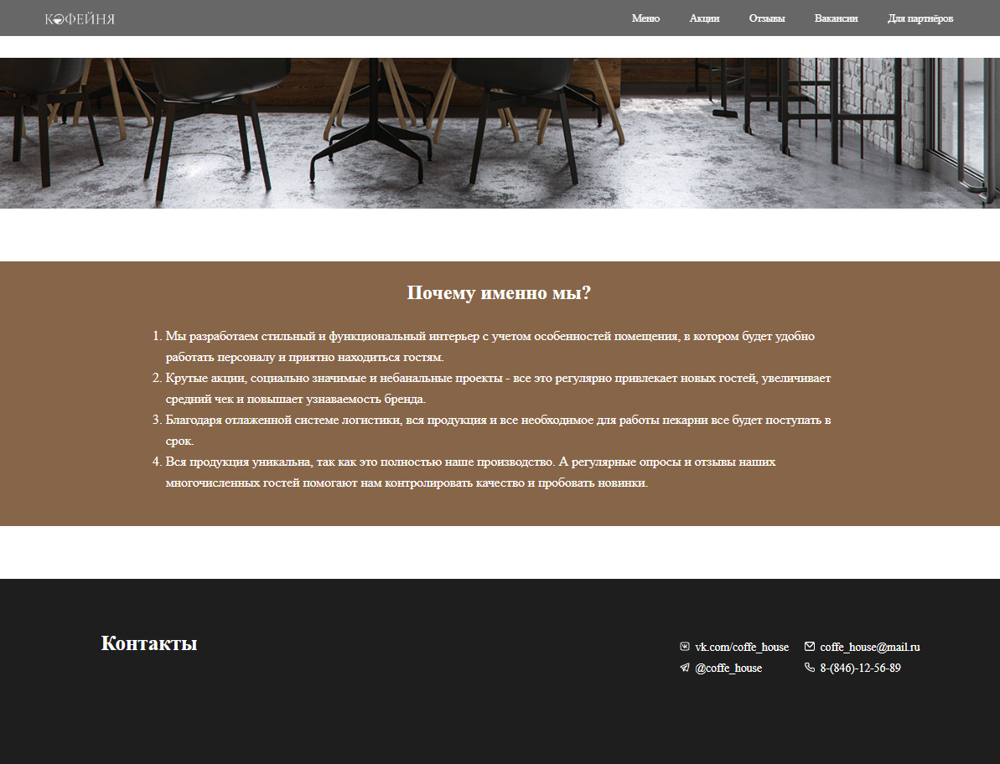 КОФЕЙНЯ
Меню Акции Отзывы Вакансии Для партнёров
Почему именно мы?
1. Мы разработаем стильный и функциональный интерьер с учетом особенностей помещения, в котором будет удобно
работать персоналу и приятно находиться гостям.
2. Крутые акции, социально значимые и небанальные проекты - все это регулярно привлекает новых гостей, увеличивает
средний чек и повышает узнаваемость бренда.
3. Благодаря отлаженной системе логистики, вся продукция и все необходимое для работы пекарни все будет поступать в
срок.
4. Вся продукция уникальна, так как это полностью наше производство. А регулярные опросы и отзывы наших
многочисленных гостей помогают нам контролировать качество и пробовать новинки.
Контакты
vk.com/coffe_house coffe_house@mail.ru
@coffe_house 8-(846)-12-56-89